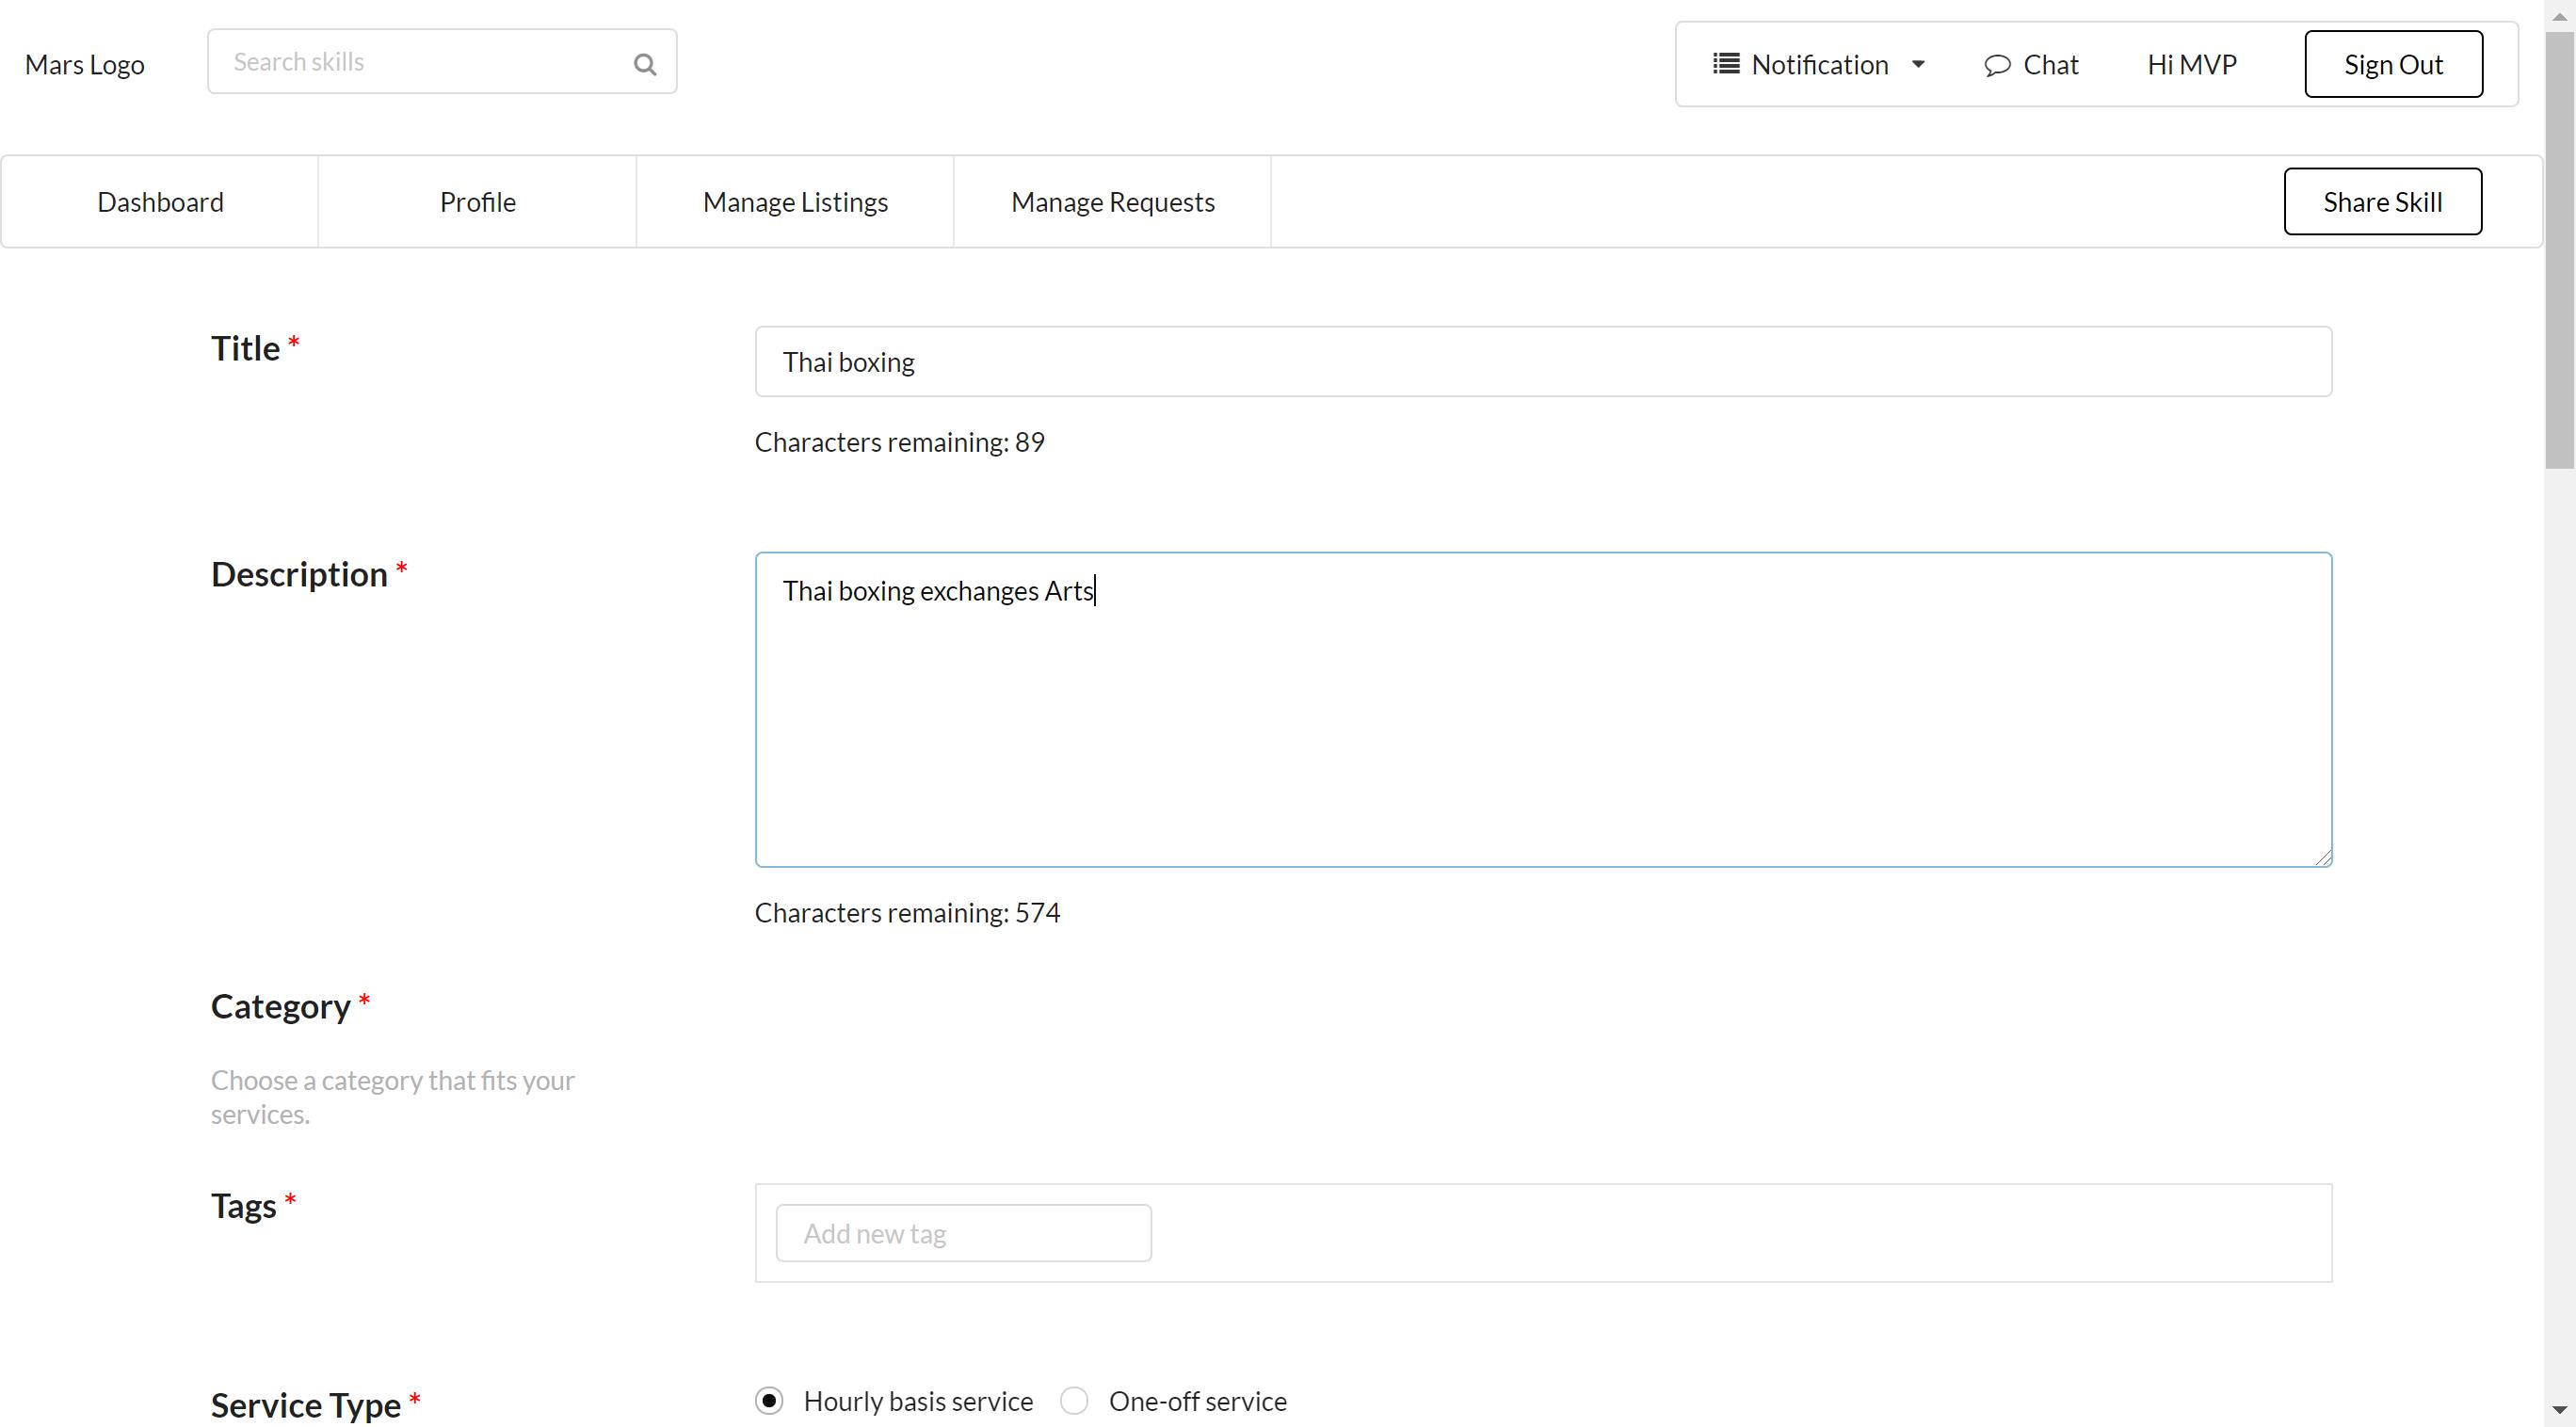 Mars Logo
Search skills
Notification
Chat
Hi MVP
Sign Out
Dashboard
Profile
Manage Listings
Manage Requests
Share Skill
Title *
Thai boxing
Characters remaining: 89
Description *
Thai boxing exchanges Arts
Characters remaining: 574
Category *
Choose a category that fits your
services.
Tags *
Add new tag
Service Type *
Hourly basis service
One-off service